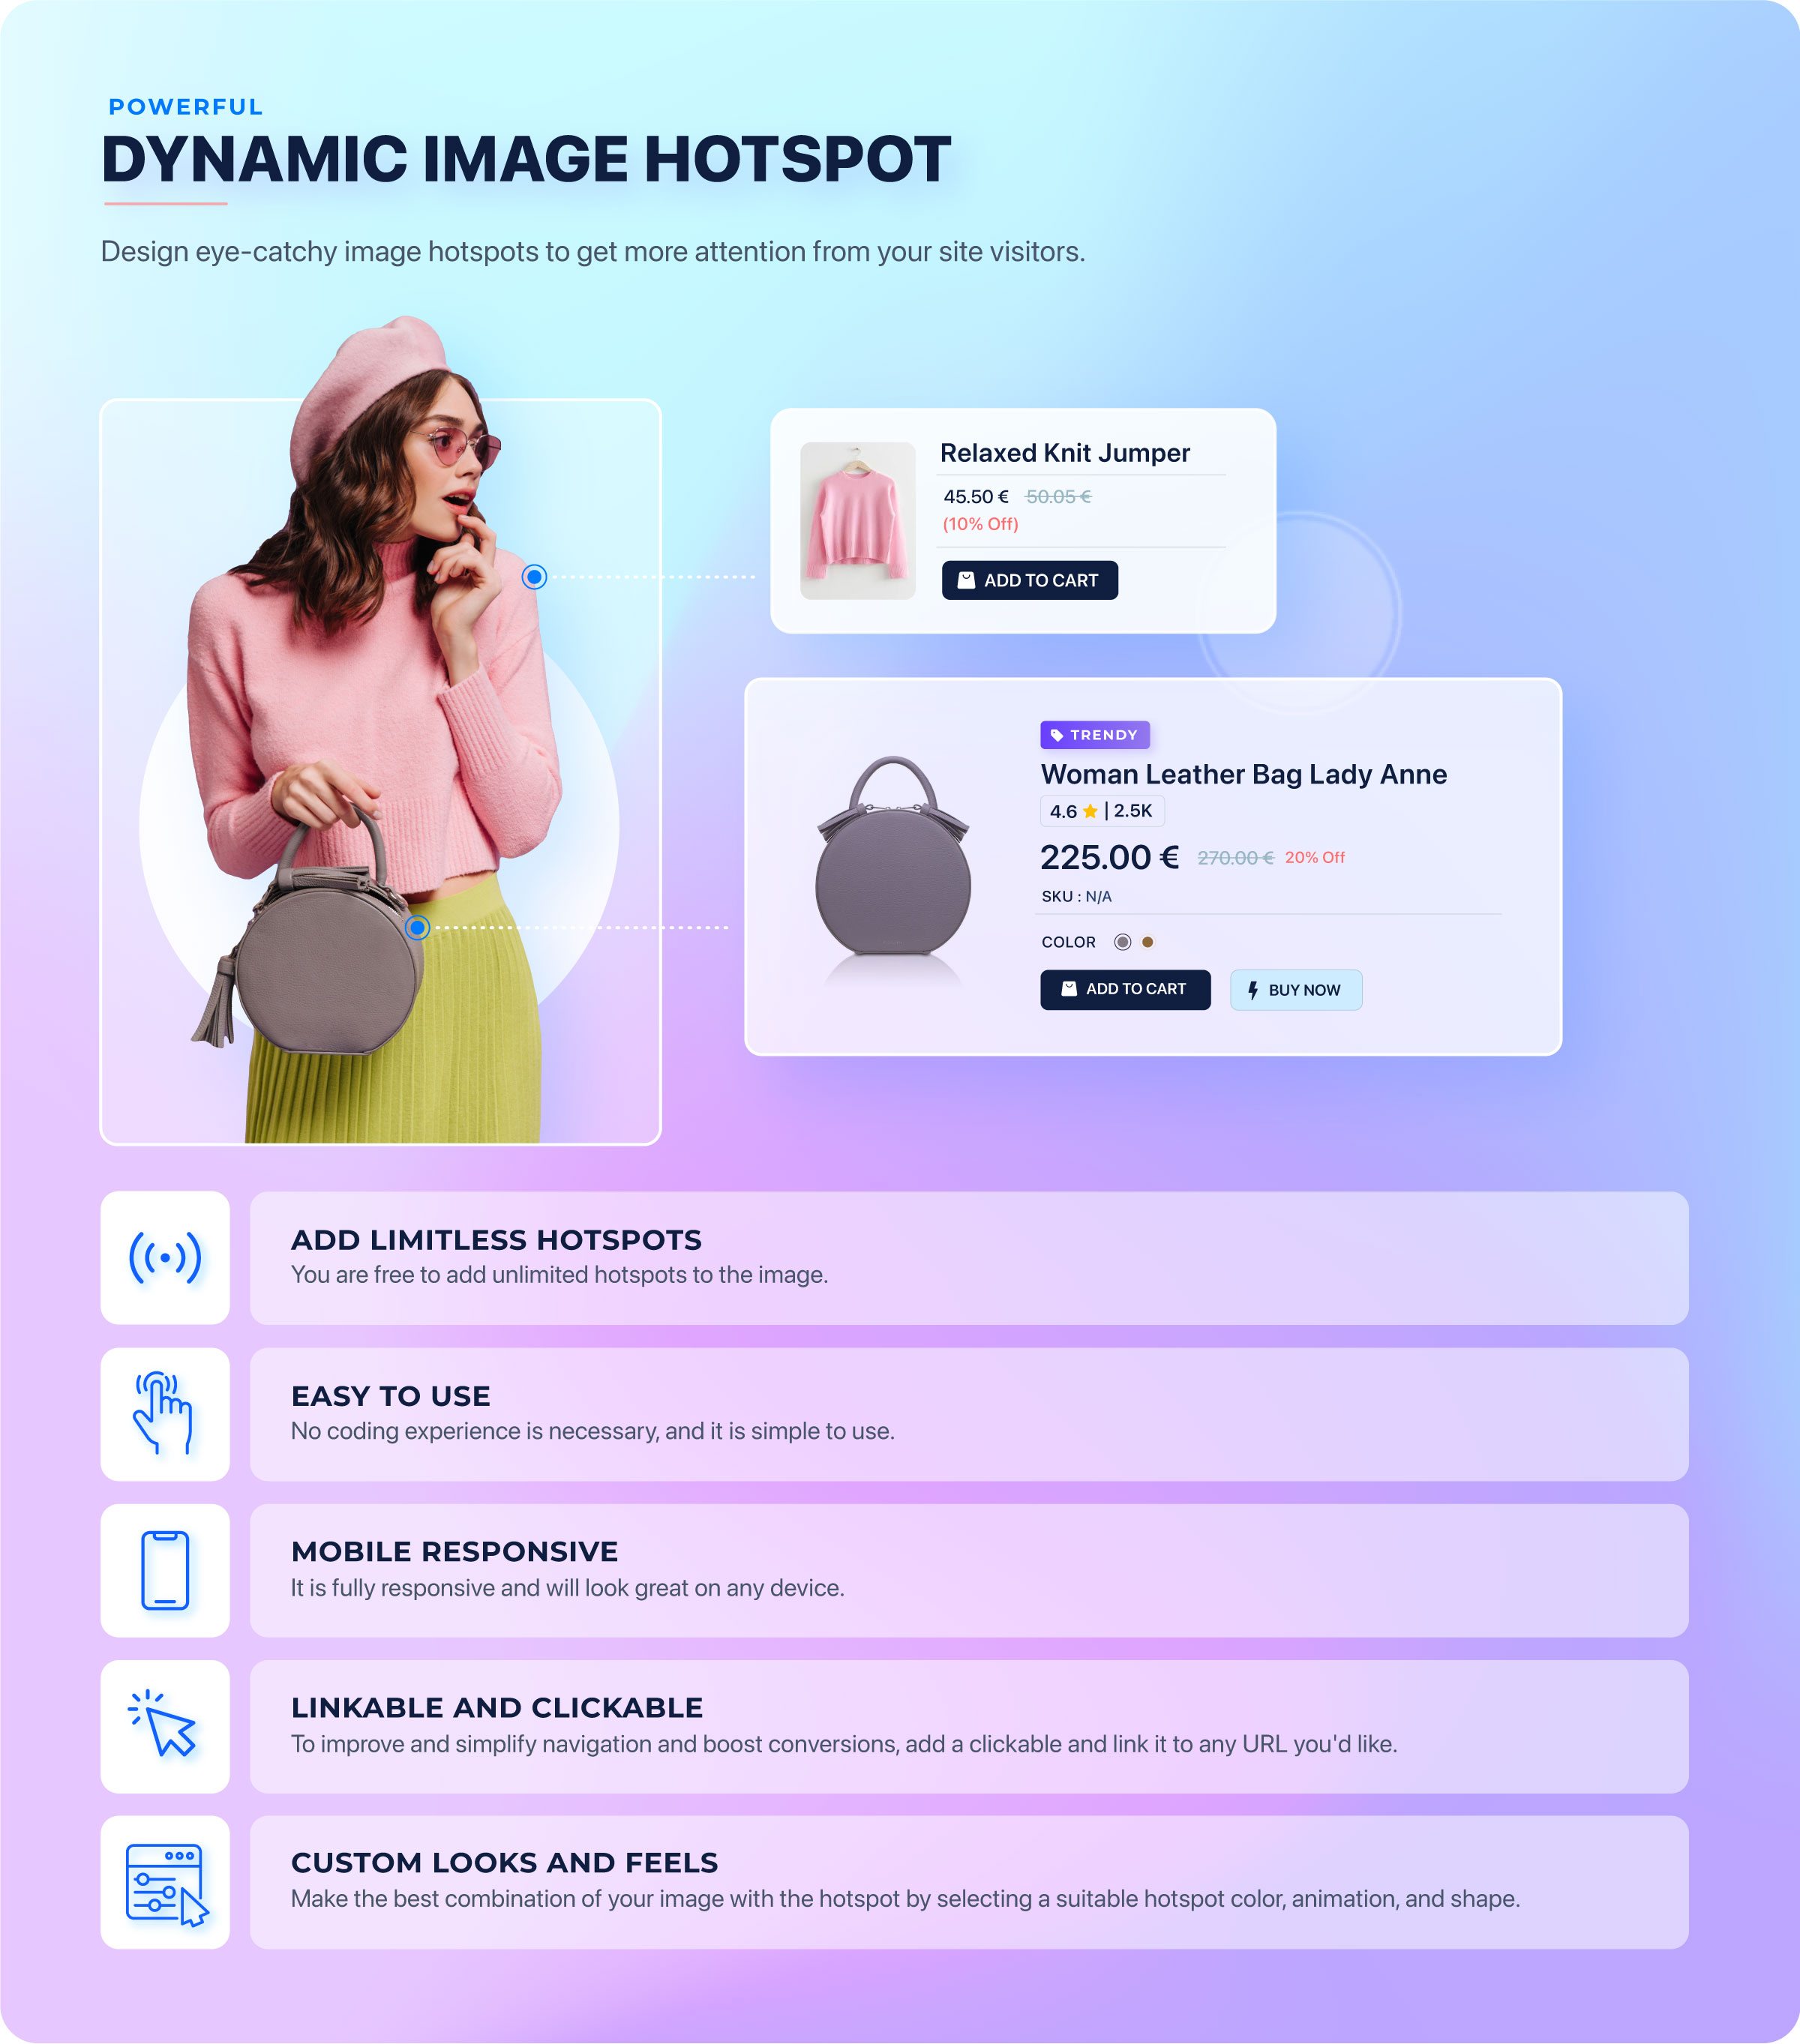 POWERFUL
DYNAMIC IMAGE HOTSPOT
Design eye-catchy image hotspots to get more attention from your site visitors.
Relaxed Knit Jumper
45.50 € 50.05 €
(10% Off)
ADD TO CART
TRENDY
Woman Leather Bag Lady Anne
4.6 ⭐ | 2.5K
225.00 € 270.00 € 20% Off
SKU : N/A
COLOR
ADD TO CART BUY NOW
ADD LIMITLESS HOTSPOTS
You are free to add unlimited hotspots to the image.
EASY TO USE
No coding experience is necessary, and it is simple to use.
MOBILE RESPONSIVE
It is fully responsive and will look great on any device.
LINKABLE AND CLICKABLE
To improve and simplify navigation and boost conversions, add a clickable and link it to any URL you'd like.
CUSTOM LOOKS AND FEELS
Make the best combination of your image with the hotspot by selecting a suitable hotspot color, animation, and shape.